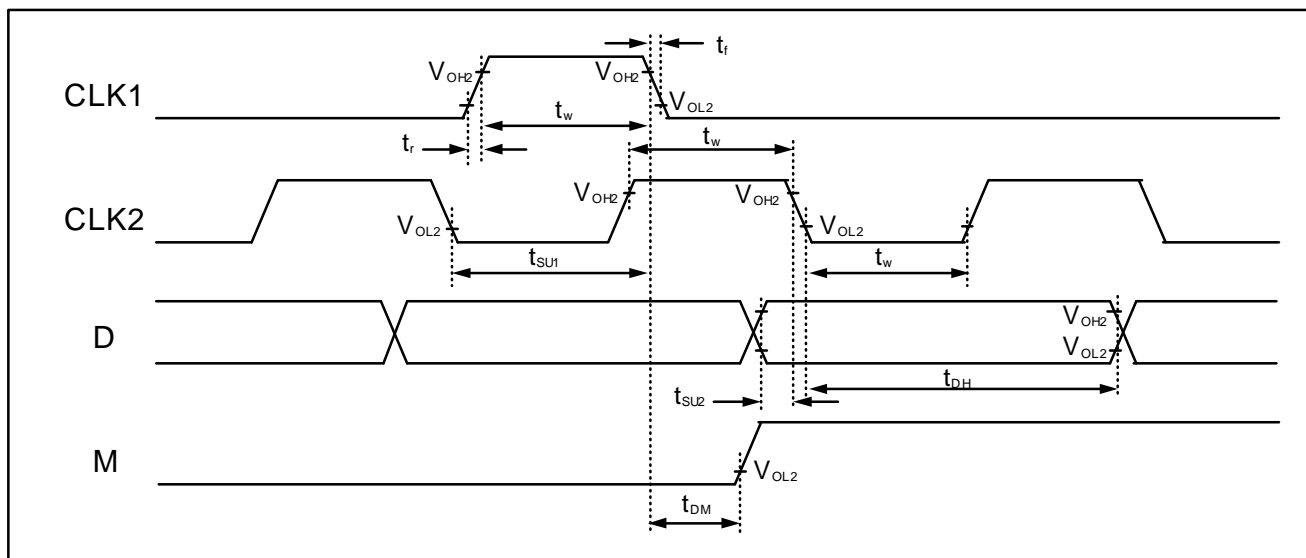 t_f
V_OH2 V_OH2
CLK1 V_OL2
t_w
t_w
t_r
V_OH2 V_OH2
CLK2 V_OL2 V_OL2
t_SU1 t_w
V_OH2
D
V_OL2
t_DH
t_SU2
M V_OL2
t_DM